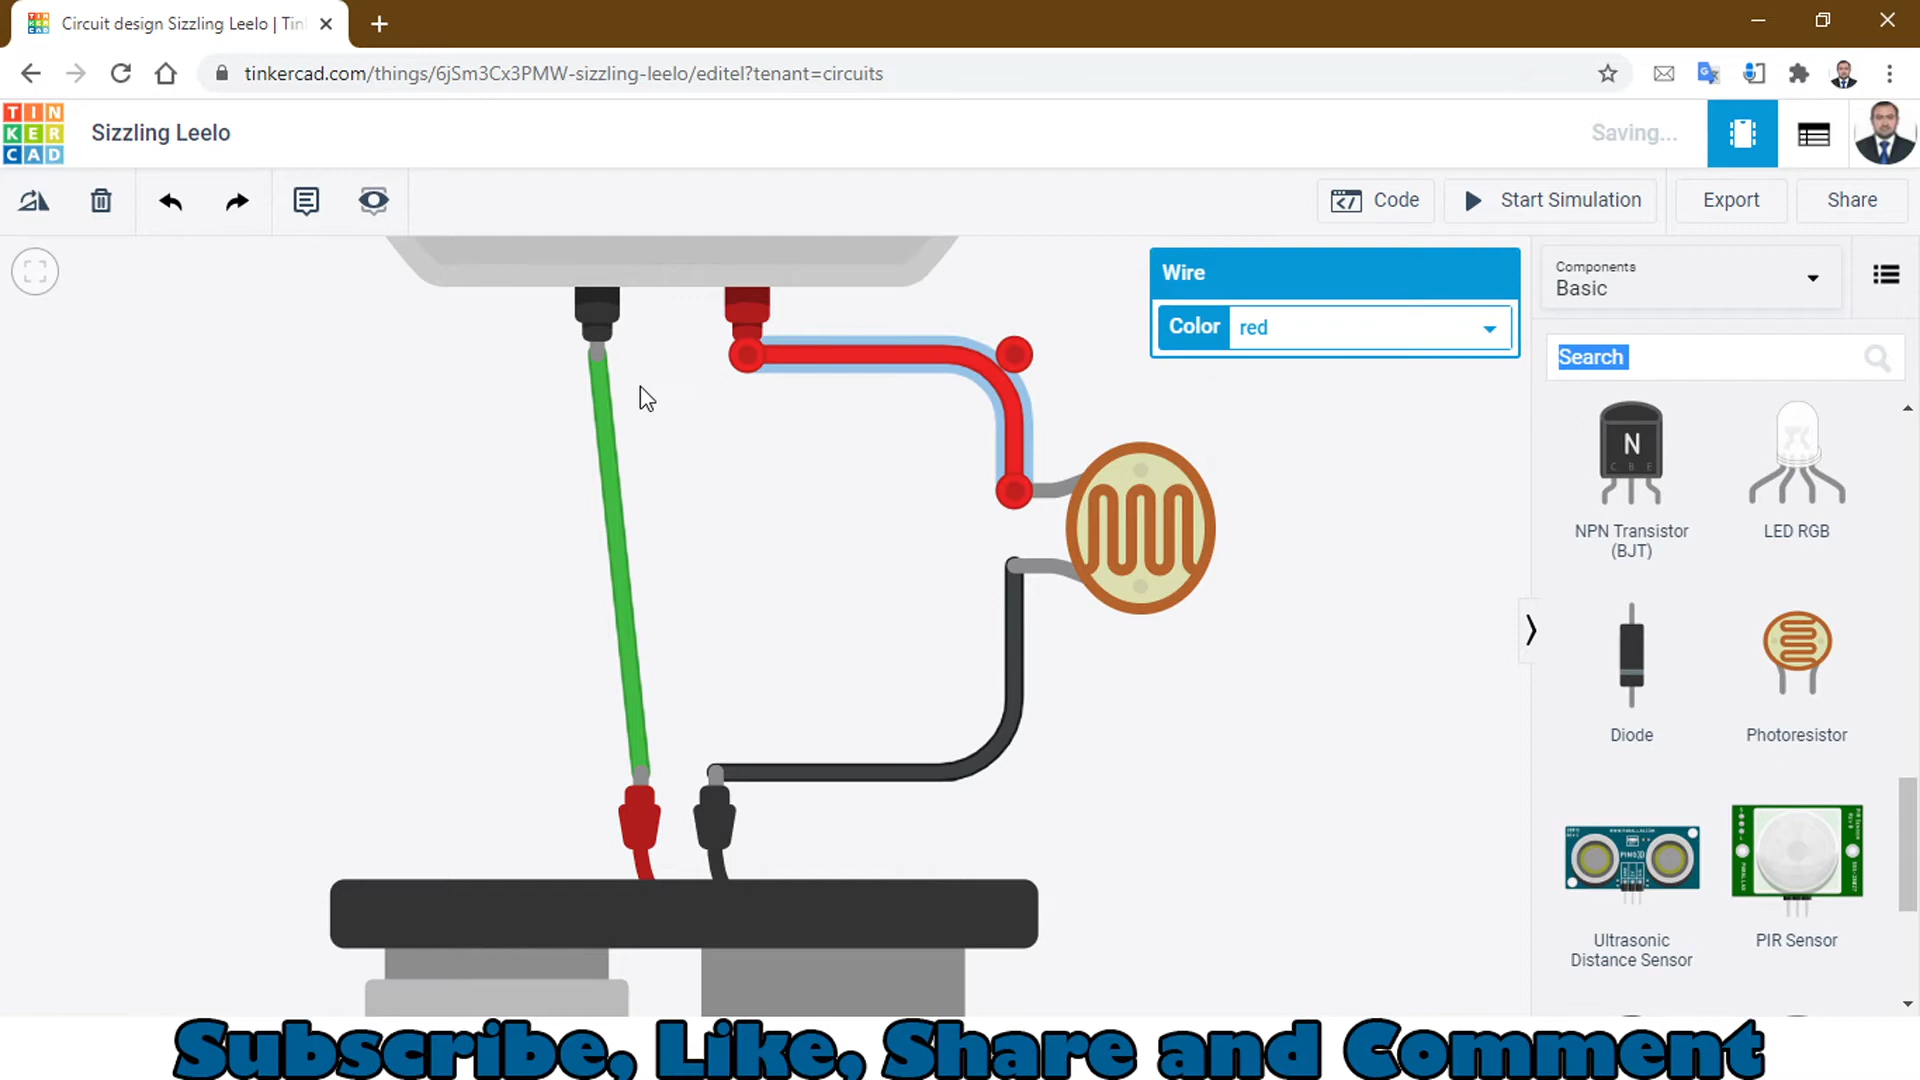 Circuit design Sizzling Leelo | Tin
tinkercad.com/things/6jSm3Cx3PMW-sizzling-leelo/editel?tenant=circuits
TIN
KER
CAD
Sizzling Leelo
Saving...
Code
Start Simulation
Export
Share
Wire
Color
red
Components
Basic
Search
N
C B E
NPN Transistor
(BJT)
LED RGB
Diode
Photoresistor
Ultrasonic
Distance Sensor
PIR Sensor
Subscribe, Like, Share and Comment